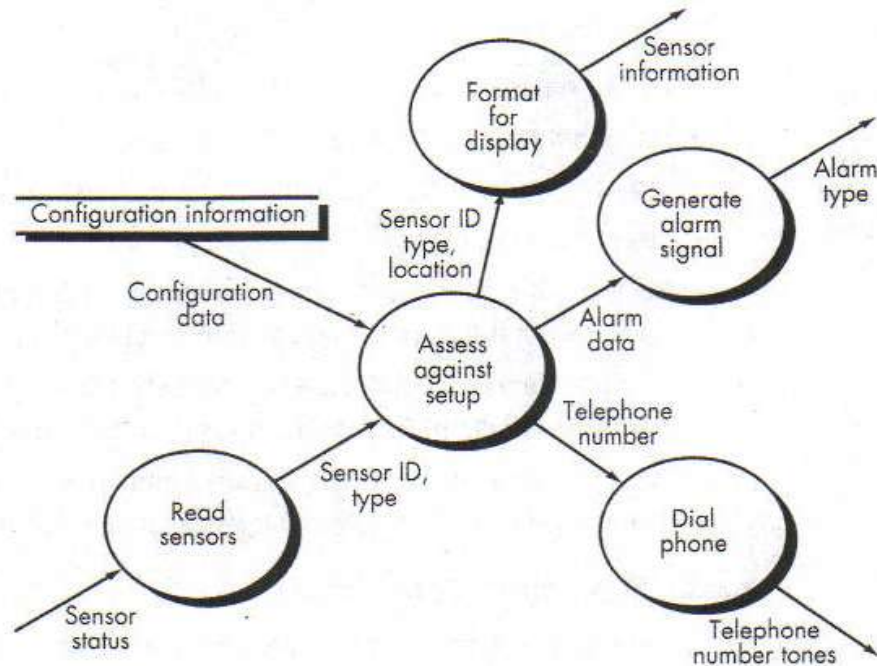 Sensor
information
Format
for
display
Alarm
type
Generate
alarm
signal
Configuration information
Sensor ID
type,
location
Configuration
data
Alarm
data
Assess
against
setup
Telephone
number
Sensor ID,
type
Read
sensors
Dial
phone
Sensor
status
Telephone
number tones